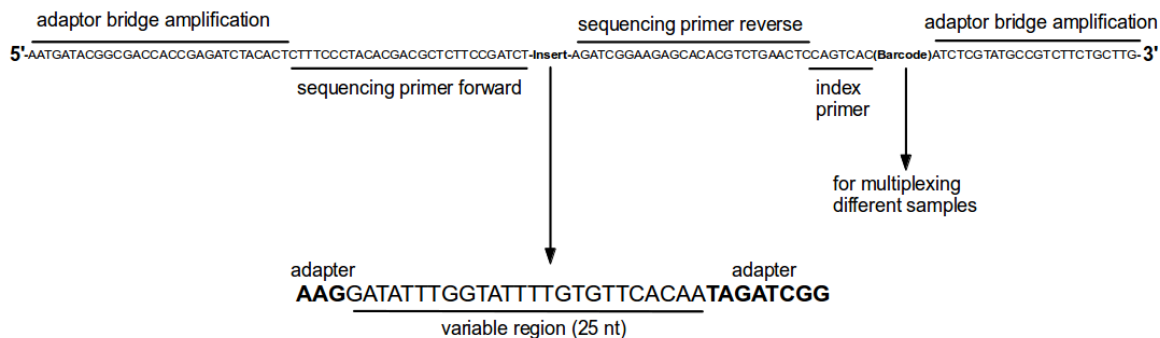 adaptor bridge amplification
sequencing primer reverse
adaptor bridge amplification
5'-AATGATACGGCGACCACCGAGATCTACACTCTTTCCCTACACGACGCTCTTCCGATCT-Insert-AGATCGGAAGAGCACACGTCTGAACTCCAGTCAC(Barcode)ATCTCGTATGCCGTCTTCTGCTTG-3'
sequencing primer forward
index
primer
for multiplexing
different samples
adapter
adapter
AAGGATATTTGGTATTTTGTGTTCACAATAGATCGG
variable region (25 nt)